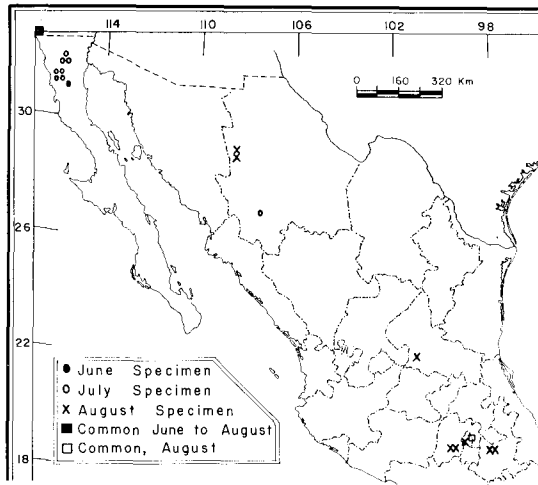 114 110 106 102 98
0 160 320 Km
30
26
22
18
June Specimen
July Specimen
x August Specimen
Common June to August
Common, August